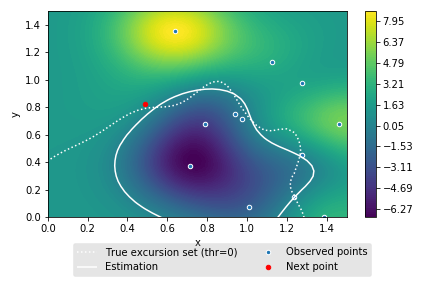 1.4
1.2
1.0
0.8
0.6
0.4
0.2
0.0
y
0.0 0.2 0.4 0.6 0.8 1.0 1.2 1.4
x
7.95
6.37
4.79
3.21
1.63
0.05
−1.53
−3.11
−4.69
−6.27
True excursion set (thr=0)
Estimation
Observed points
Next point